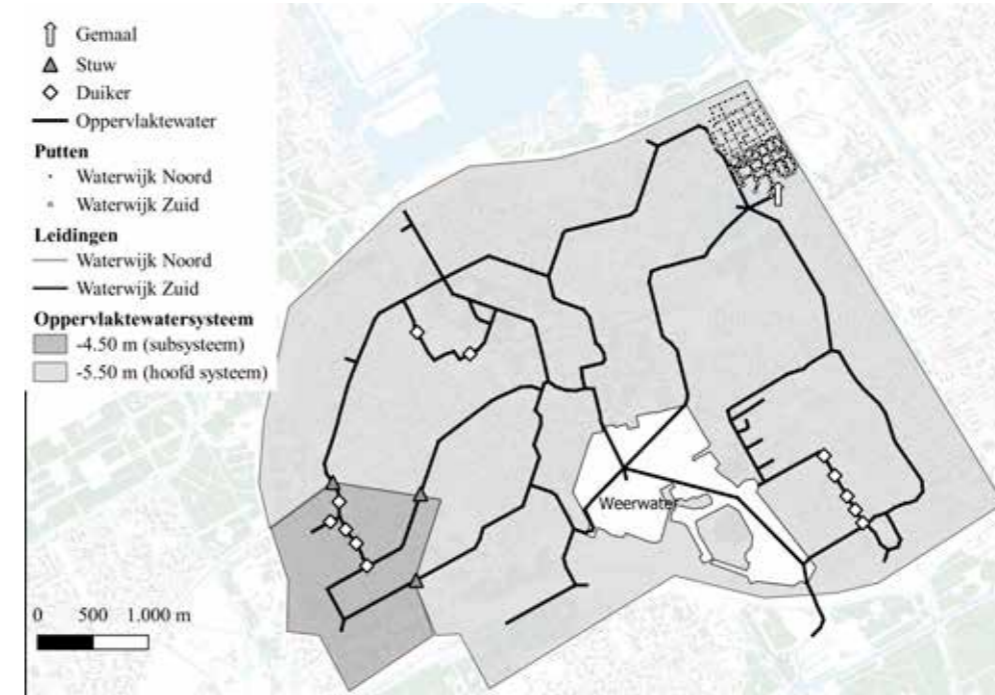 Gemaal
Stuw
Duiker
Oppervlaktewater
Putten
Waterwijk Noord
Waterwijk Zuid
Leidingen
Waterwijk Noord
Waterwijk Zuid
Oppervlaktewatersysteem
-4.50 m (subsysteem)
-5.50 m (hoofd systeem)
Weerwater
0 500 1.000 m